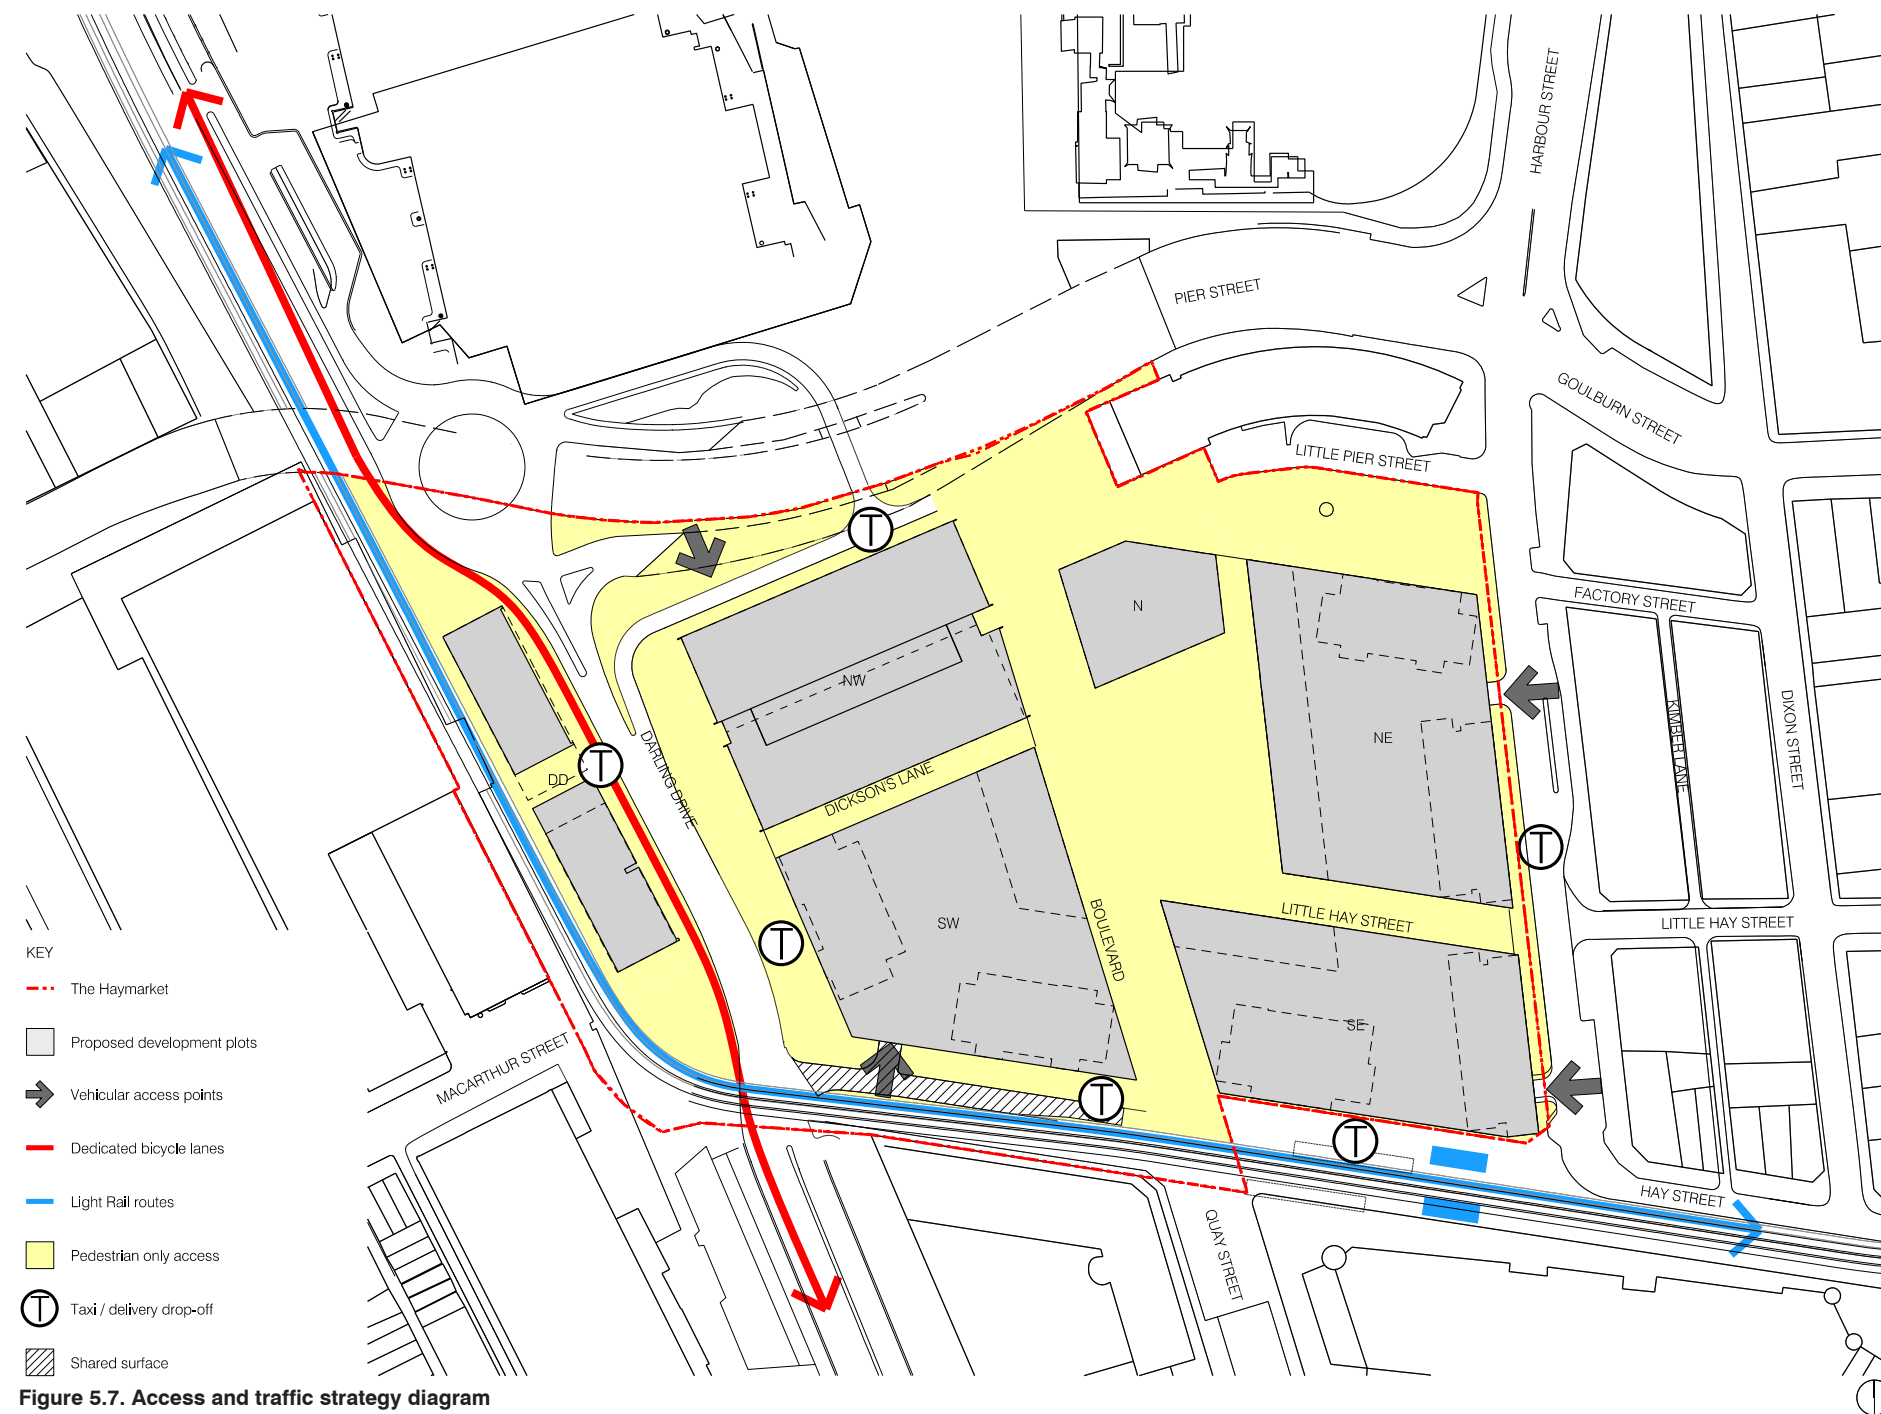 HARBOUR STREET
PIER STREET
GOULBURN STREET
LITTLE PIER STREET
T
FACTORY STREET
N
NW
KIMBER LANE
DIXON STREET
NE
DARLING DRIVE
T
DD
DICKSON'S LANE
T
BOULEVARD
LITTLE HAY STREET
LITTLE HAY STREET
SW
T
SE
MACARTHUR STREET
T
T
HAY STREET
QUAY STREET
KEY
The Haymarket
Proposed development plots
Vehicular access points
Dedicated bicycle lanes
Light Rail routes
Pedestrian only access
T Taxi / delivery drop-off
Shared surface
Figure 5.7. Access and traffic strategy diagram